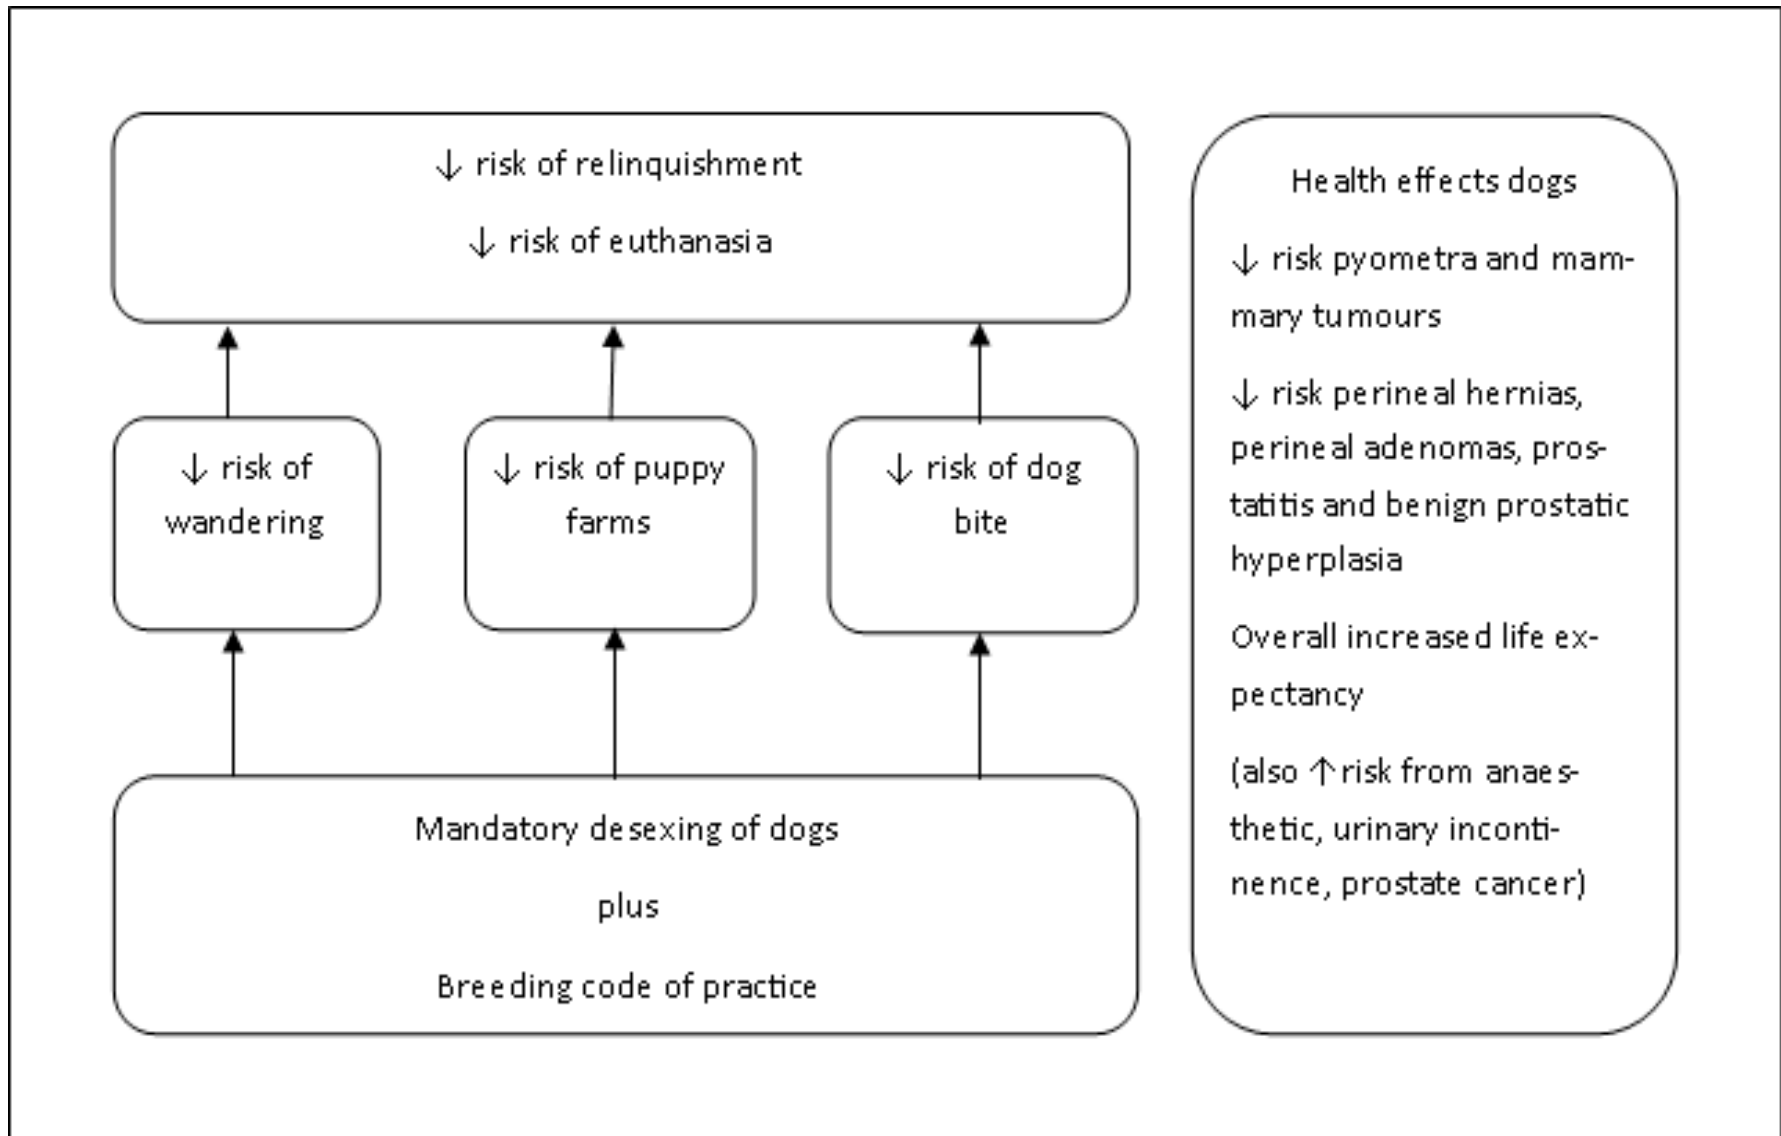 ↓ risk of relinquishment
↓ risk of euthanasia
↓ risk of
wandering
↓ risk of puppy
farms
↓ risk of dog
bite
Mandatory desexing of dogs
plus
Breeding code of practice
Health effects dogs
↓ risk pyometra and mam-
mary tumours
↓ risk perineal hernias,
perineal adenomas, pros-
tatitis and benign prostatic
hyperplasia
Overall increased life ex-
pectancy
(also ↑ risk from anaes-
thetic, urinary inconti-
nence, prostate cancer)